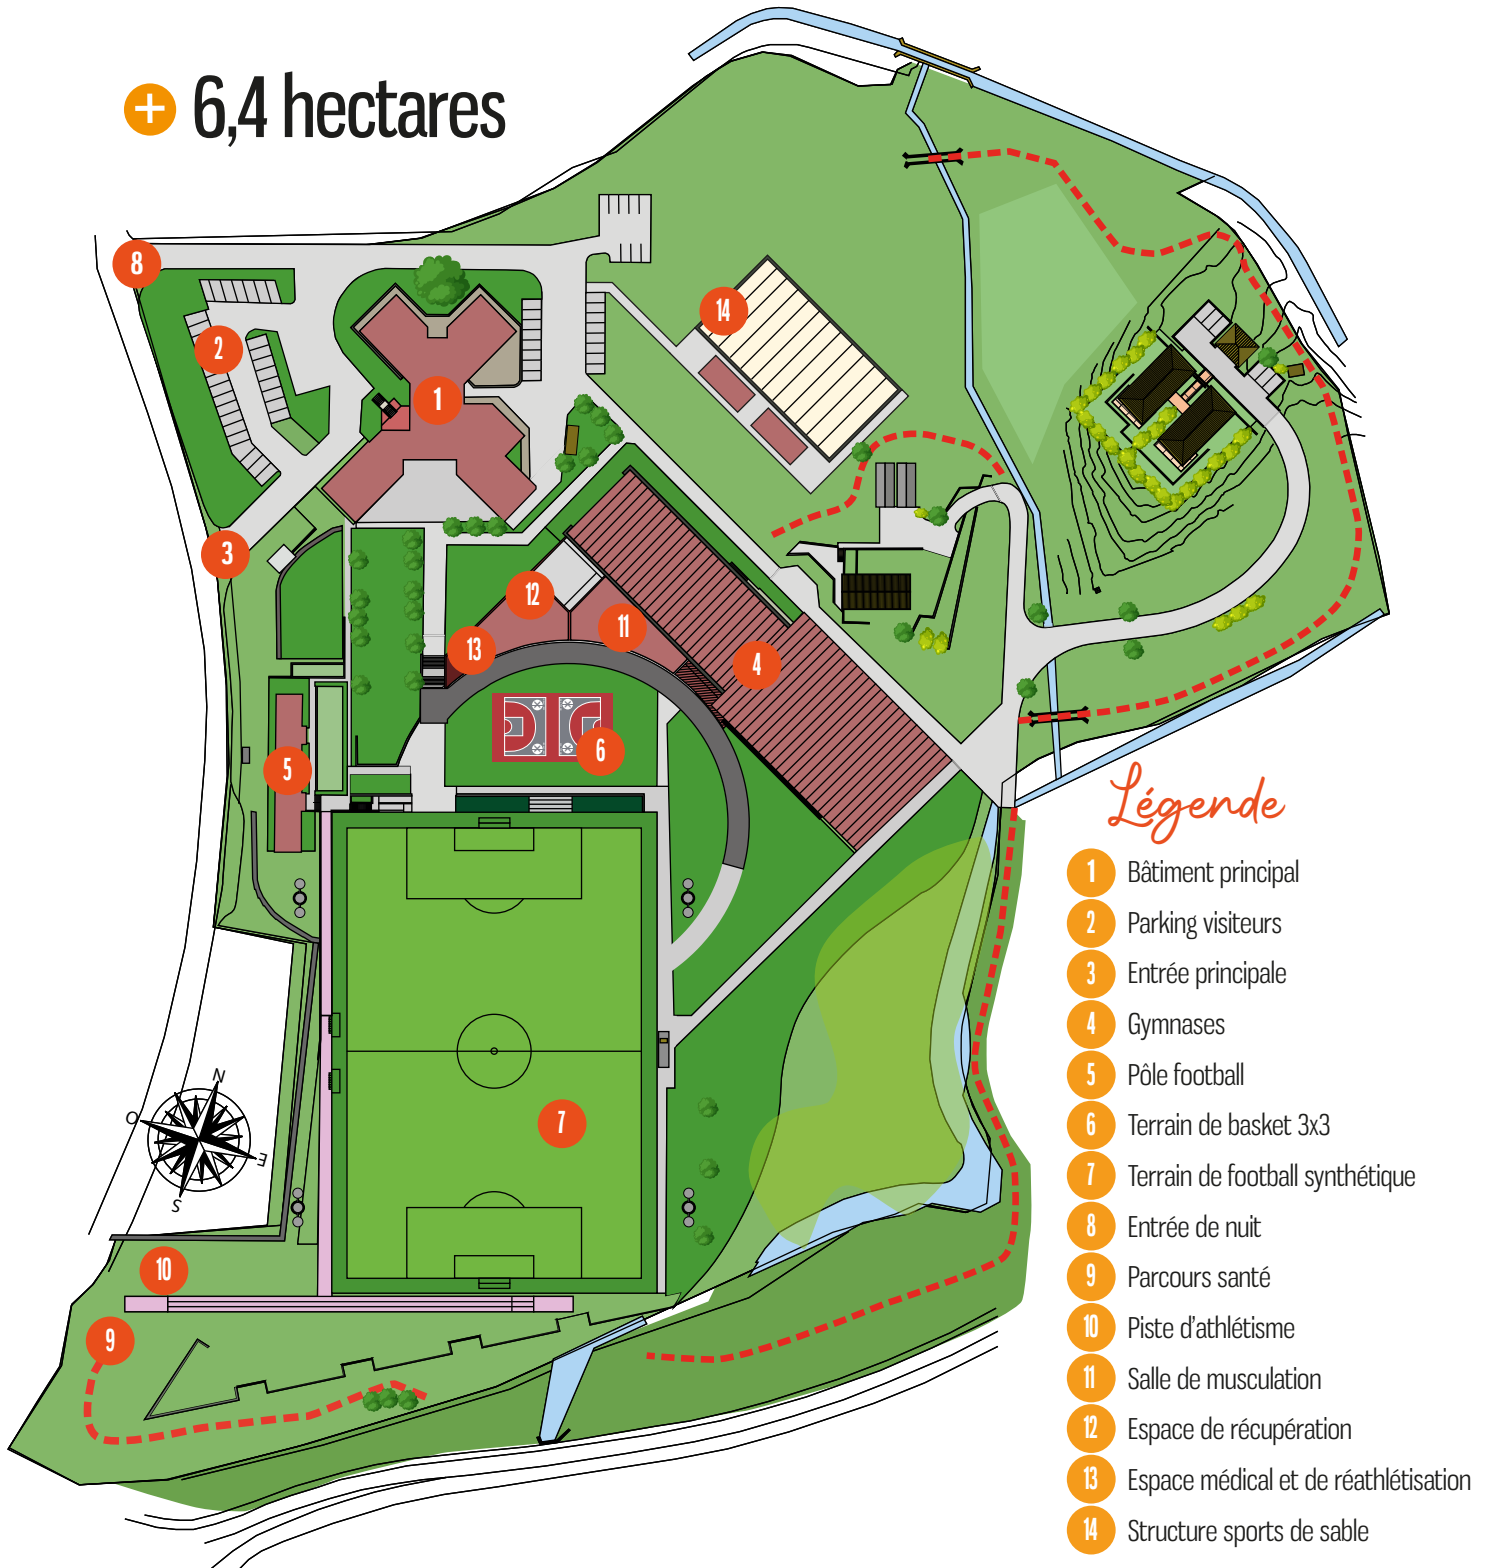 + 6,4 hectares
8
14
2
1
3
12
11
13
4
6
5
7
N
O
E
S
10
9
Légende
1 Bâtiment principal
2 Parking visiteurs
3 Entrée principale
4 Gymnases
5 Pôle football
6 Terrain de basket 3x3
7 Terrain de football synthétique
8 Entrée de nuit
9 Parcours santé
10 Piste d'athlétisme
11 Salle de musculation
12 Espace de récupération
13 Espace médical et de réathlétisation
14 Structure sports de sable